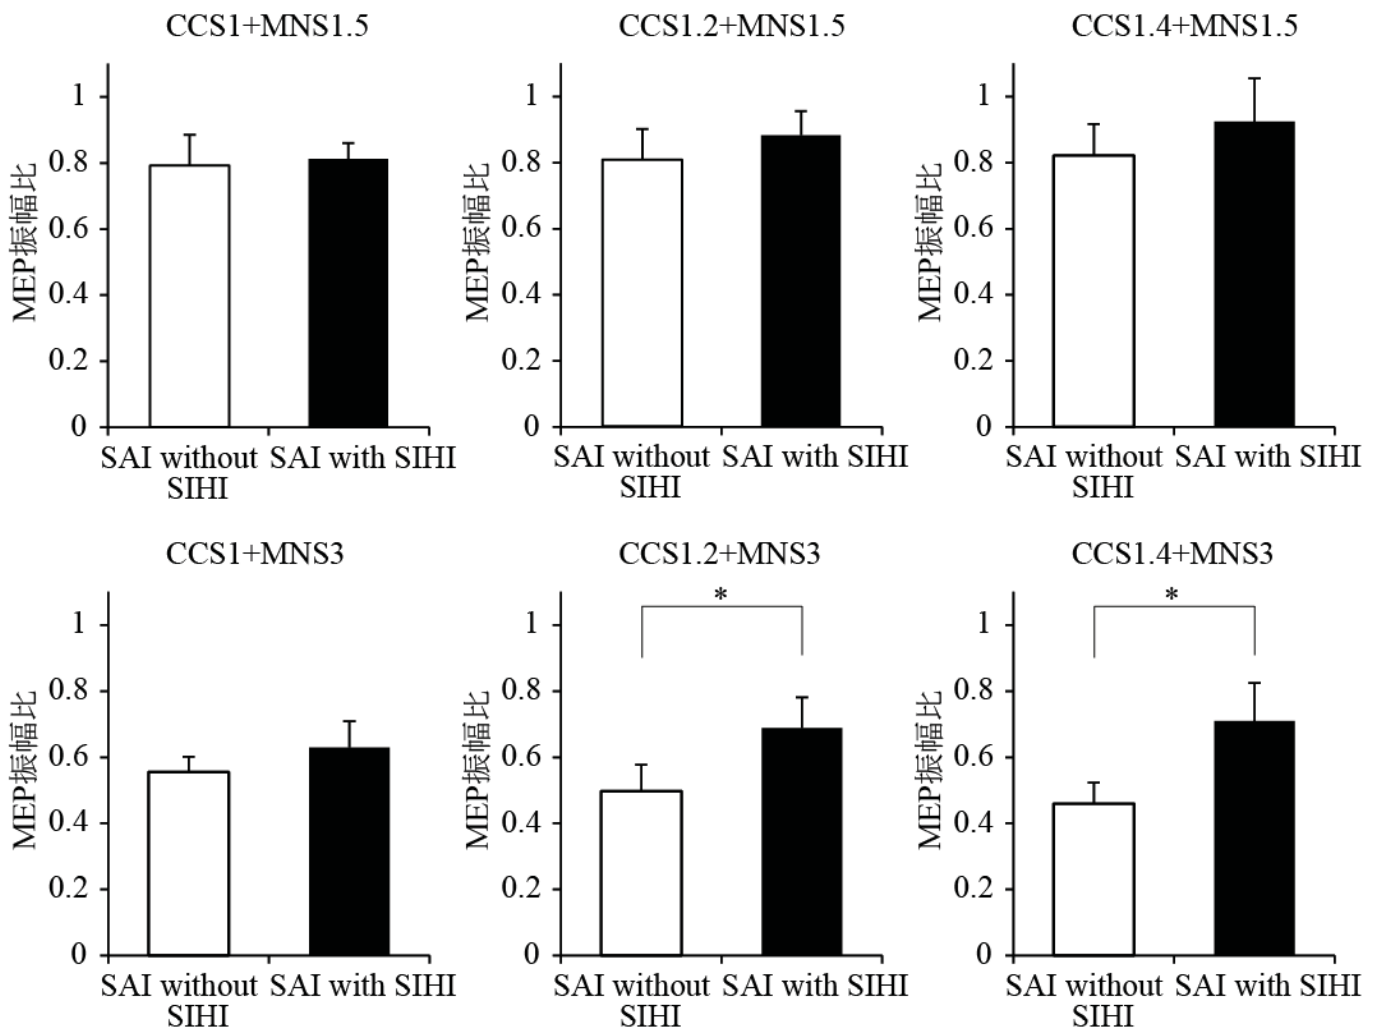 CCS1+MNS1.5
CCS1.2+MNS1.5
CCS1.4+MNS1.5
MEP振幅比
1
0.8
0.6
0.4
0.2
0
SAI without SIHI
SAI with SIHI
MEP振幅比
1
0.8
0.6
0.4
0.2
0
SAI without SIHI
SAI with SIHI
MEP振幅比
1
0.8
0.6
0.4
0.2
0
SAI without SIHI
SAI with SIHI
CCS1+MNS3
CCS1.2+MNS3
CCS1.4+MNS3
MEP振幅比
1
0.8
0.6
0.4
0.2
0
SAI without SIHI
SAI with SIHI
MEP振幅比
1
0.8
0.6
0.4
0.2
0
*
SAI without SIHI
SAI with SIHI
MEP振幅比
1
0.8
0.6
0.4
0.2
0
*
SAI without SIHI
SAI with SIHI